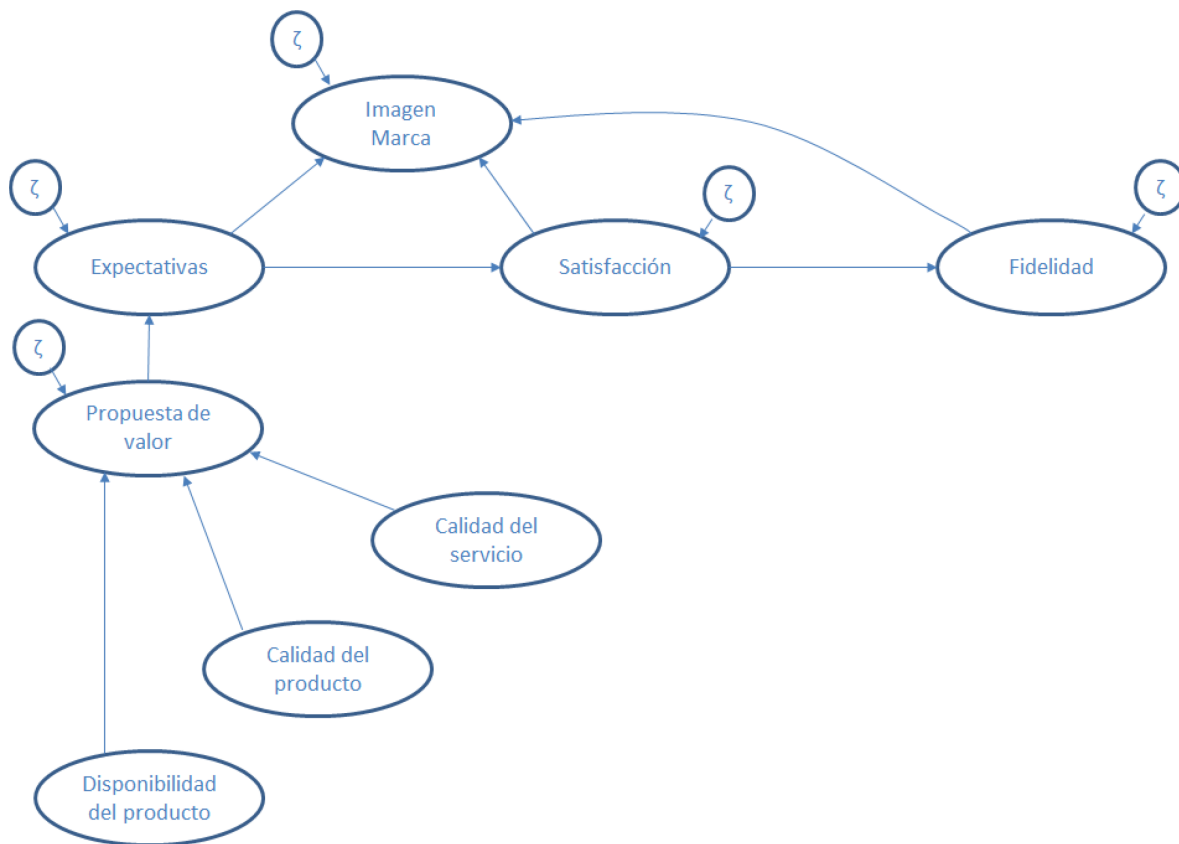 ζ
Imagen
Marca
ζ
ζ
ζ
Expectativas
Satisfacción
Fidelidad
ζ
Propuesta de
valor
Calidad del
servicio
Calidad del
producto
Disponibilidad
del producto